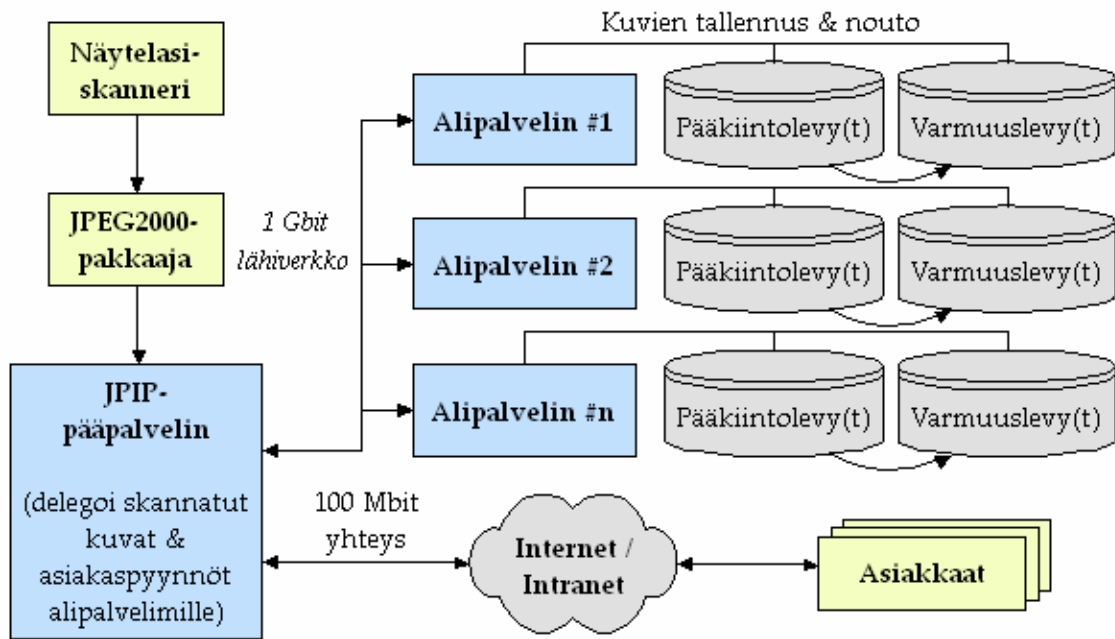 Kuvien tallennus & nouto
Näytelasi-
skanneri
Alipalvelin #1
Pääkiintolevy(t)
Varmuuslevy(t)
JPEG2000-
pakkaaja
1 Gbit
lähiverkko
Alipalvelin #2
Pääkiintolevy(t)
Varmuuslevy(t)
JPIP-
pääpalvelin
(delegoi skannatut
kuvat &
asiakaspyynnöt
alipalvelimille)
Alipalvelin #n
Pääkiintolevy(t)
Varmuuslevy(t)
100 Mbit
yhteys
Internet /
Intranet
Asiakkaat